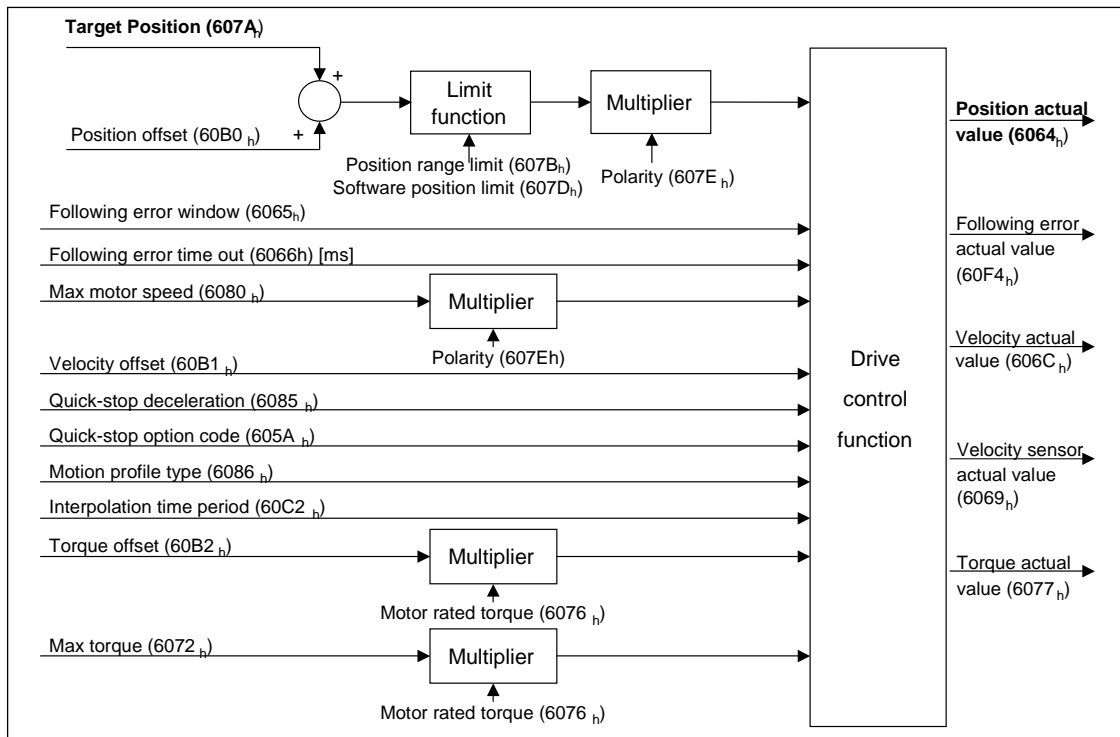 Target Position (607Ah)
+
Position offset (60B0 h)
+
Limit
function
Position range limit (607Bh)
Software position limit (607Dh)
Multiplier
Polarity (607E h)
Following error window (6065h)
Following error time out (6066h) [ms]
Max motor speed (6080 h)
Multiplier
Polarity (607Eh)
Velocity offset (60B1 h)
Quick-stop deceleration (6085 h)
Quick-stop option code (605A h)
Motion profile type (6086 h)
Interpolation time period (60C2 h)
Torque offset (60B2 h)
Multiplier
Motor rated torque (6076 h)
Max torque (6072 h)
Multiplier
Motor rated torque (6076 h)
Drive
control
function
Position actual
value (6064h)
Following error
actual value
(60F4h)
Velocity actual
value (606C h)
Velocity sensor
actual value
(6069h)
Torque actual
value (6077h)